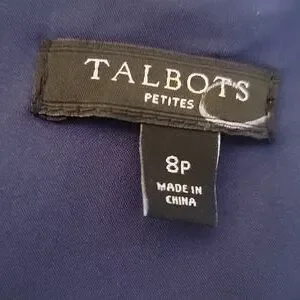 TALBOTS
PETITES
8P
MADE IN
CHINA